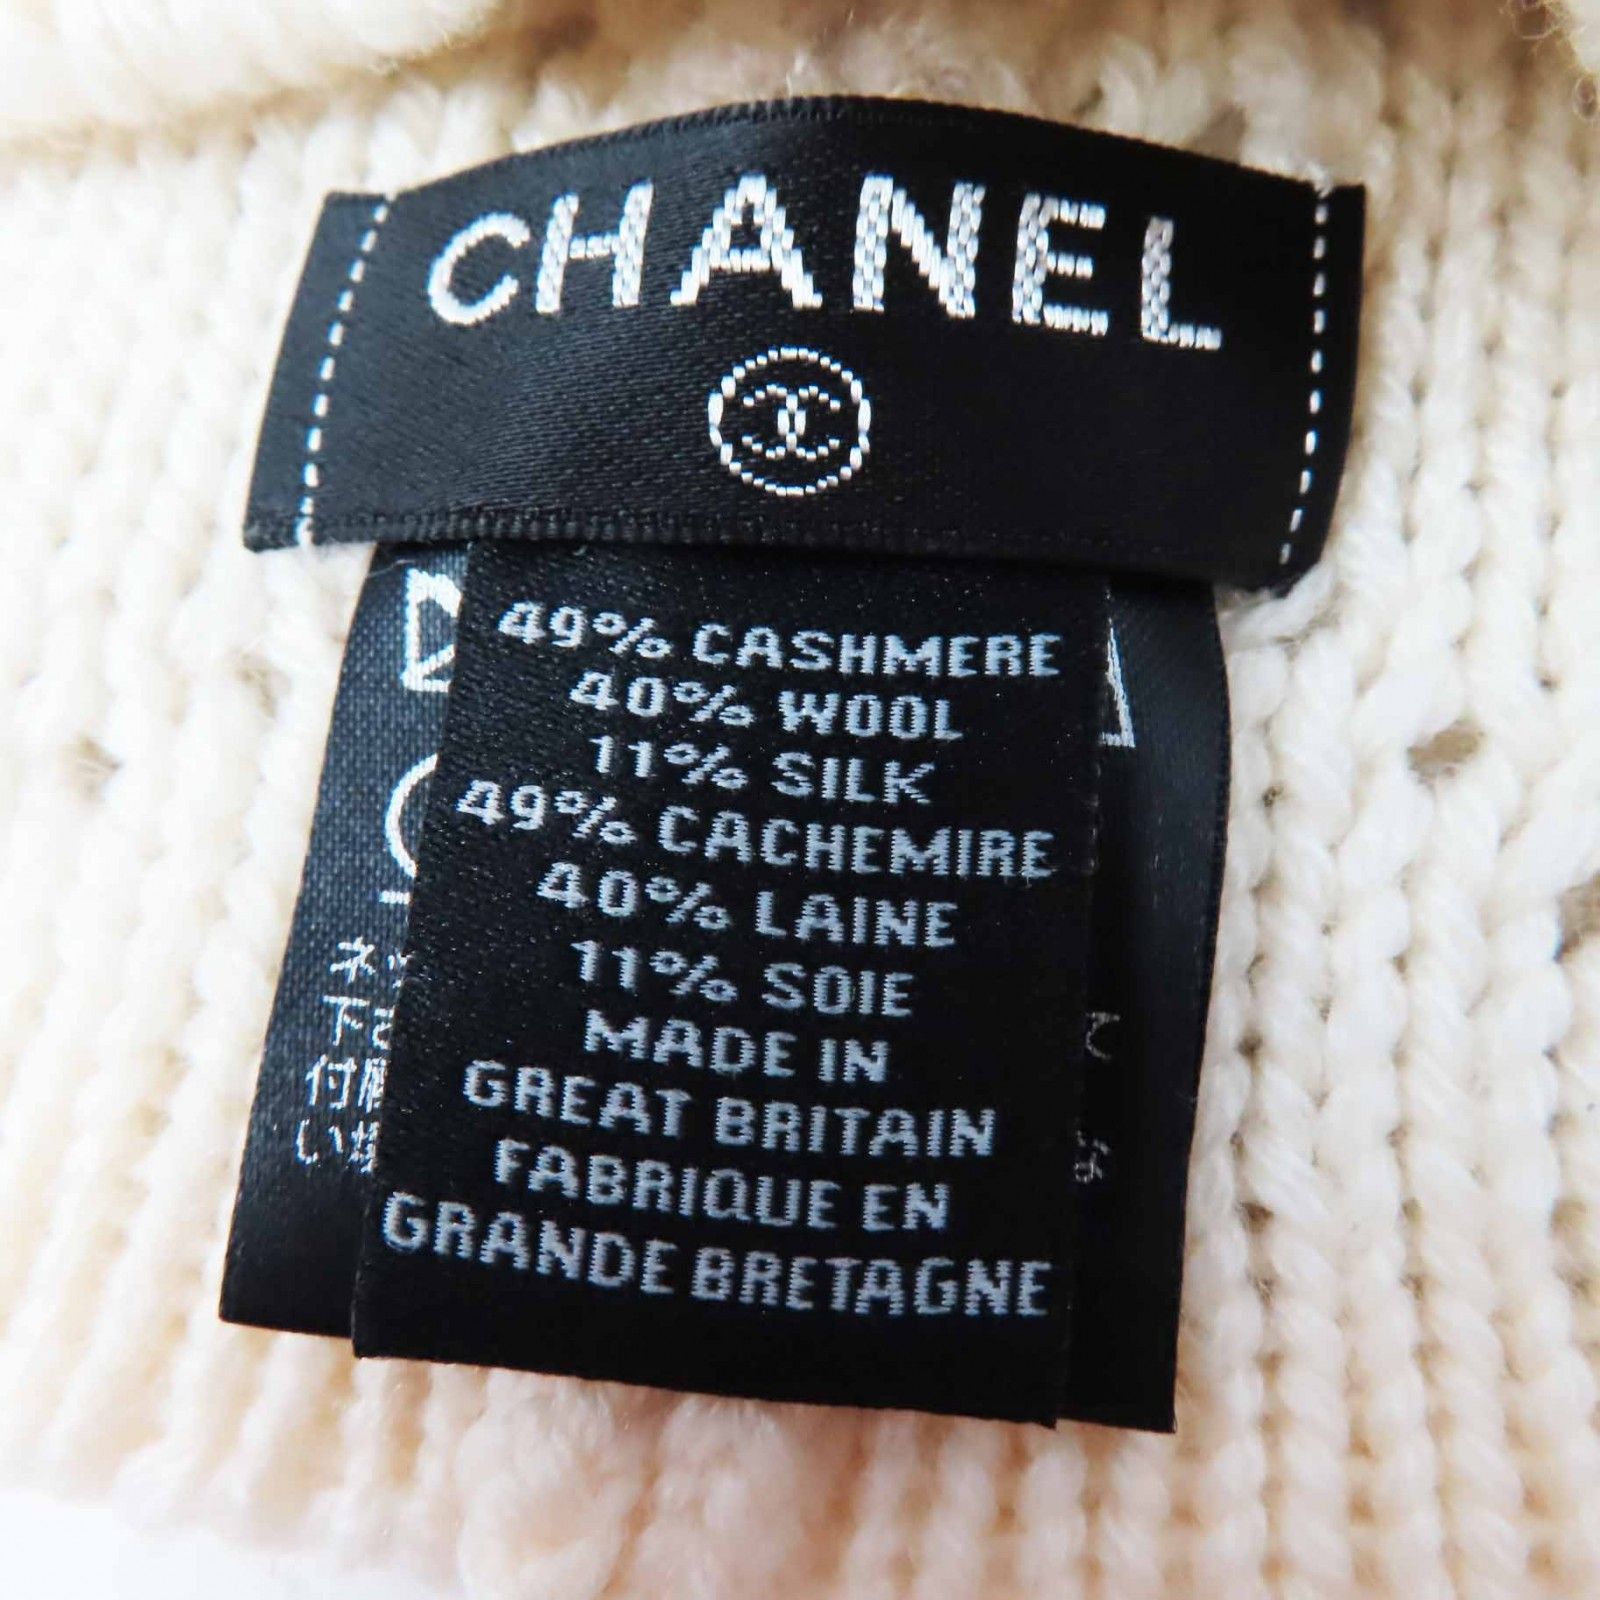 CHANEL
49% CASHMERE
40% WOOL
11% SILK
49% CACHEMIRE
40% LAINE
11% SOIE
MADE IN
GREAT BRITAIN
FABRIQUE EN
GRANDE BRETAGNE